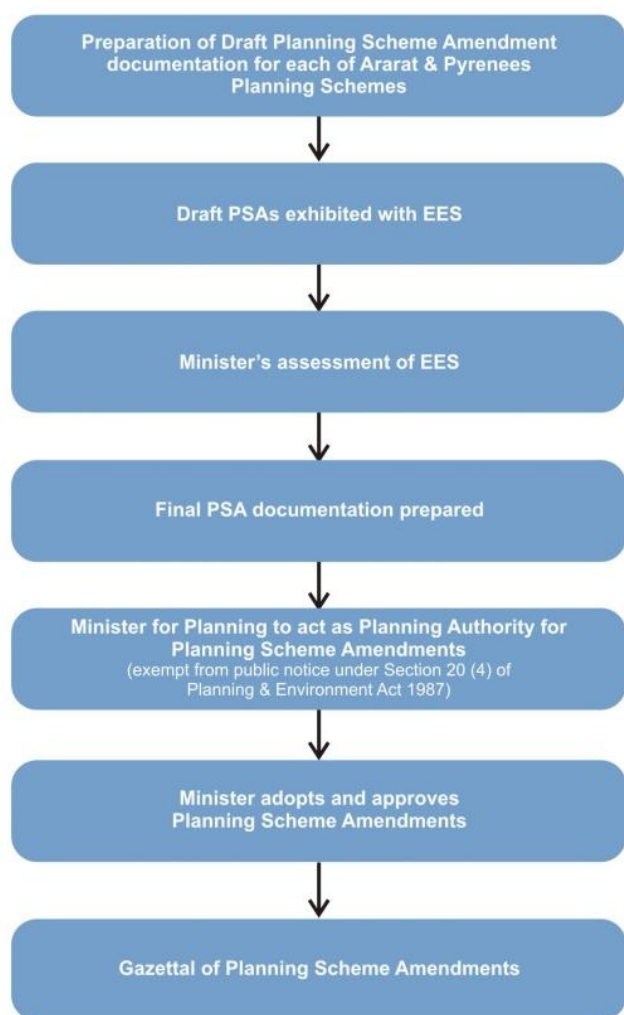 Preparation of Draft Planning Scheme Amendment
documentation for each of Ararat & Pyrenees
Planning Schemes
Draft PSAs exhibited with EES
Minister’s assessment of EES
Final PSA documentation prepared
Minister for Planning to act as Planning Authority for
Planning Scheme Amendments
(exempt from public notice under Section 20 (4) of
Planning & Environment Act 1987)
Minister adopts and approves
Planning Scheme Amendments
Gazettal of Planning Scheme Amendments